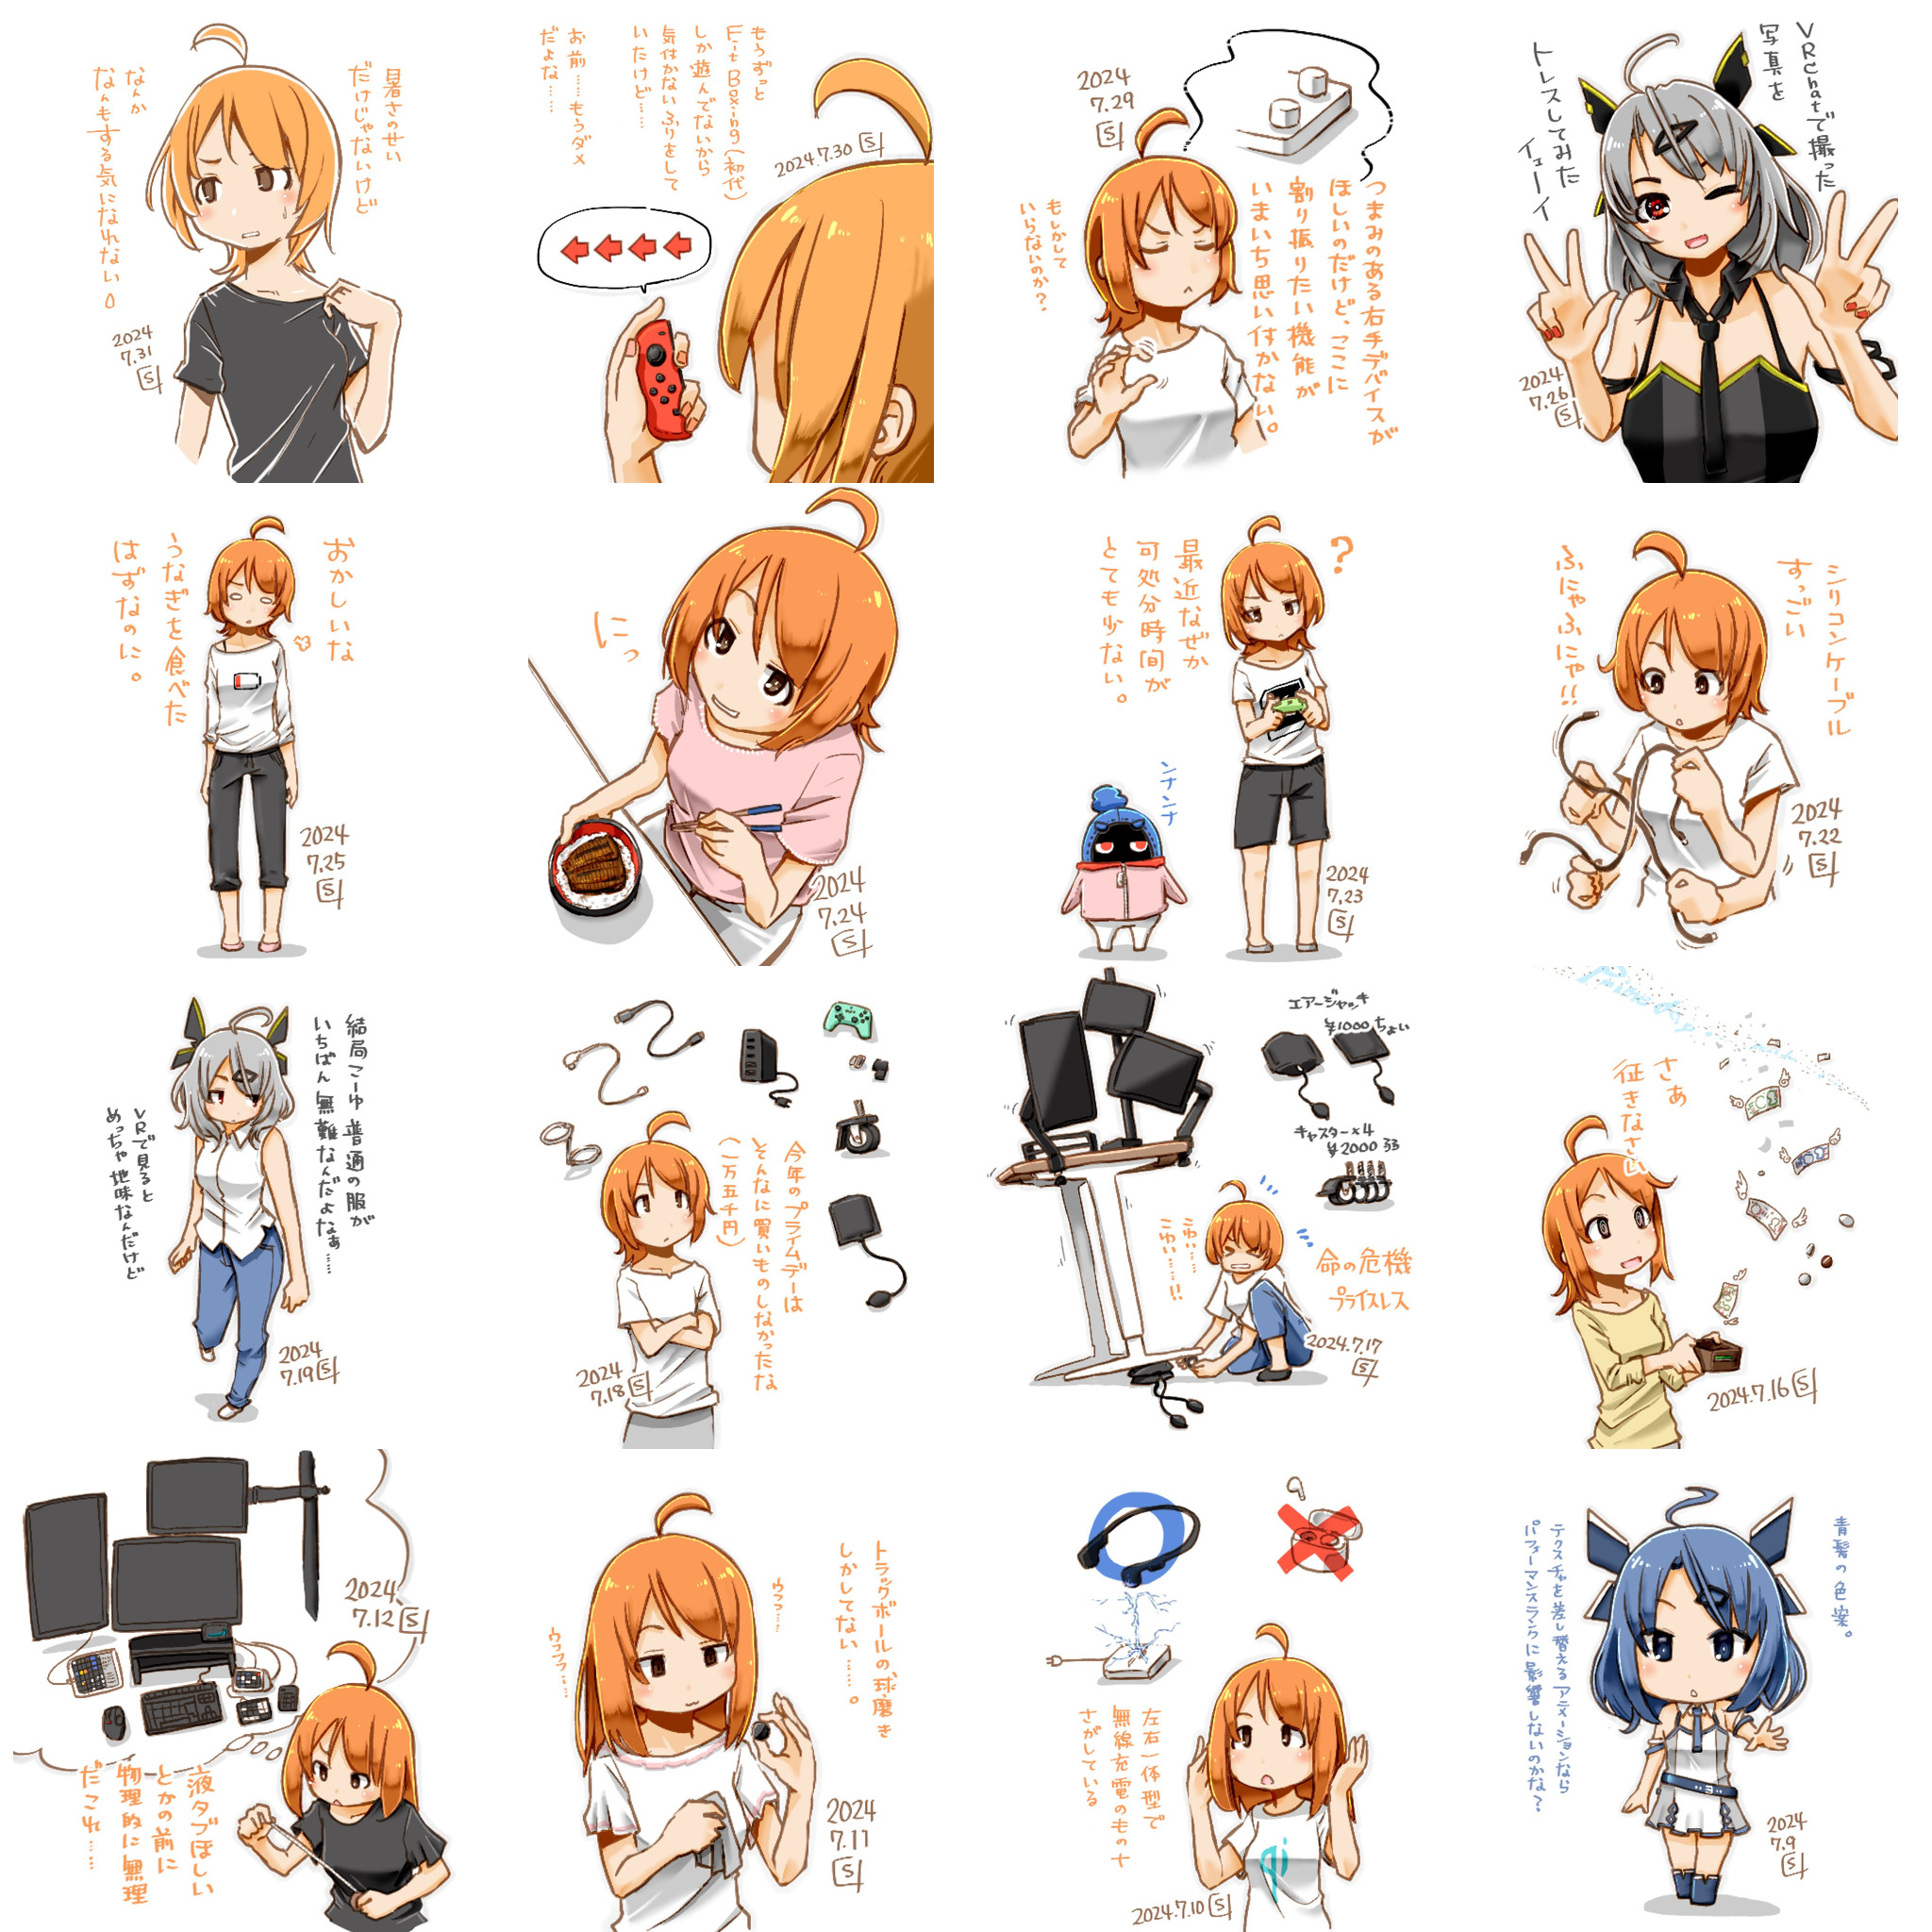 暑さのせい
だけじゃないけど
なんか
なんもする気になれない。
2024
7.31
S
もうずっと
Fit Boxing(初代)
しか遊んでないから
気付かないふりをして
いたけど……
お前……もうダメ
だよな……
2024.7.30 S
2024
7.29
S
つまみのある右手デバイスが
ほしいのだけど、ここに
割り振りたい機能が
いまいち思い付かない。
もしかして
いらないのか？
VRChatで撮った
写真を
トレスしてみた
イェーイ
2024
7.26
S
おかしいな
うなぎを食べた
はずなのに。
2024
7.25
S
にっ
2024
7.24
S
?
最近なぜか
可処分時間が
とても少ない。
ンナンナ
2024
7.23
S
シリコンケーブル
すっごい
ふにゃふにゃ!!
2024
7.22
S
結局こーゆ普通の服が
いちばん無難なんだよなぁ……
VRで見ると
めっちゃ地味なんだけど
2024
7.19 S
今年のプライムデーは
そんなに買いものしなかったな
(一万五千円)
2024
7.18 S
エアージャッキ
¥1000ちょい
キャスター×4
¥2000弱
こわい…
こわい……!!
命の危機
プライスレス
2024.7.17
S
さあ
征きなさい
2024.7.16 S
2024
7.12 S
液タブほしい
とかの前に
物理的に無理
だこれ……
トラックボールの球磨き
しかしてない……。
ウフフ……
ウフフフ……
2024
7.11
S
左右一体型で
無線充電のもの
さがしている
qi
2024.7.10 S
青髪の色案。
テクスチャを差し替えるアニメーションなら
パフォーマンスランクに影響しないのかな？
2024
7.9
S